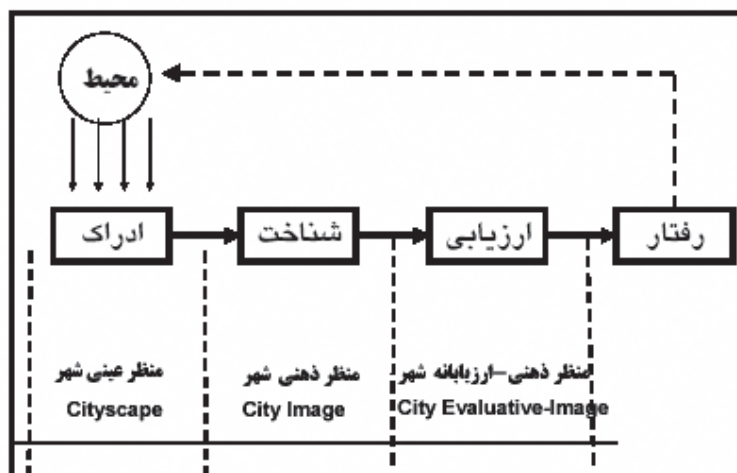 محیط
ادراک
شناخت
ارزیابی
رفتار
منظر عینی شهر
Cityscape
منظر ذهنی شهر
City Image
منظر ذهنی-ارزیابانه شهر
City Evaluative-Image